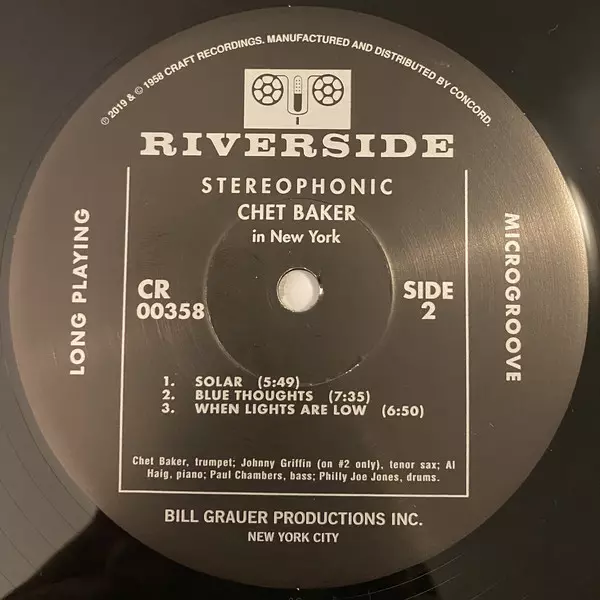 ℗ 2019 & © 1958 CRAFT RECORDINGS. MANUFACTURED AND DISTRIBUTED BY CONCORD.
RIVERSIDE
STEREOPHONIC
CHET BAKER
in New York
LONG PLAYING
MICROGROOVE
CR
00358
SIDE
2
1. SOLAR (5:49)
2. BLUE THOUGHTS (7:35)
3. WHEN LIGHTS ARE LOW (6:50)
Chet Baker, trumpet; Johnny Griffin (on #2 only), tenor sax; Al
Haig, piano; Paul Chambers, bass; Philly Joe Jones, drums.
BILL GRAUER PRODUCTIONS INC.
NEW YORK CITY